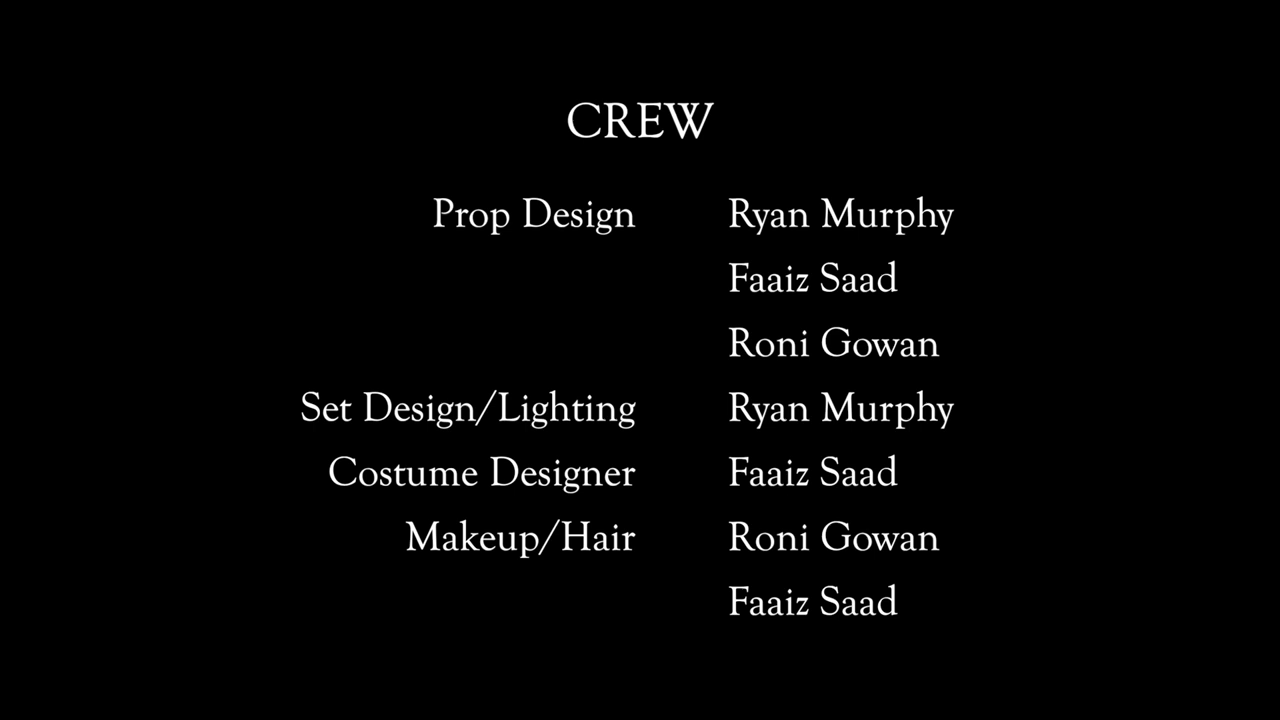 CREW
Prop Design Ryan Murphy
Faaiz Saad
Roni Gowan
Set Design/Lighting Ryan Murphy
Costume Designer Faaiz Saad
Makeup/Hair Roni Gowan
Faaiz Saad